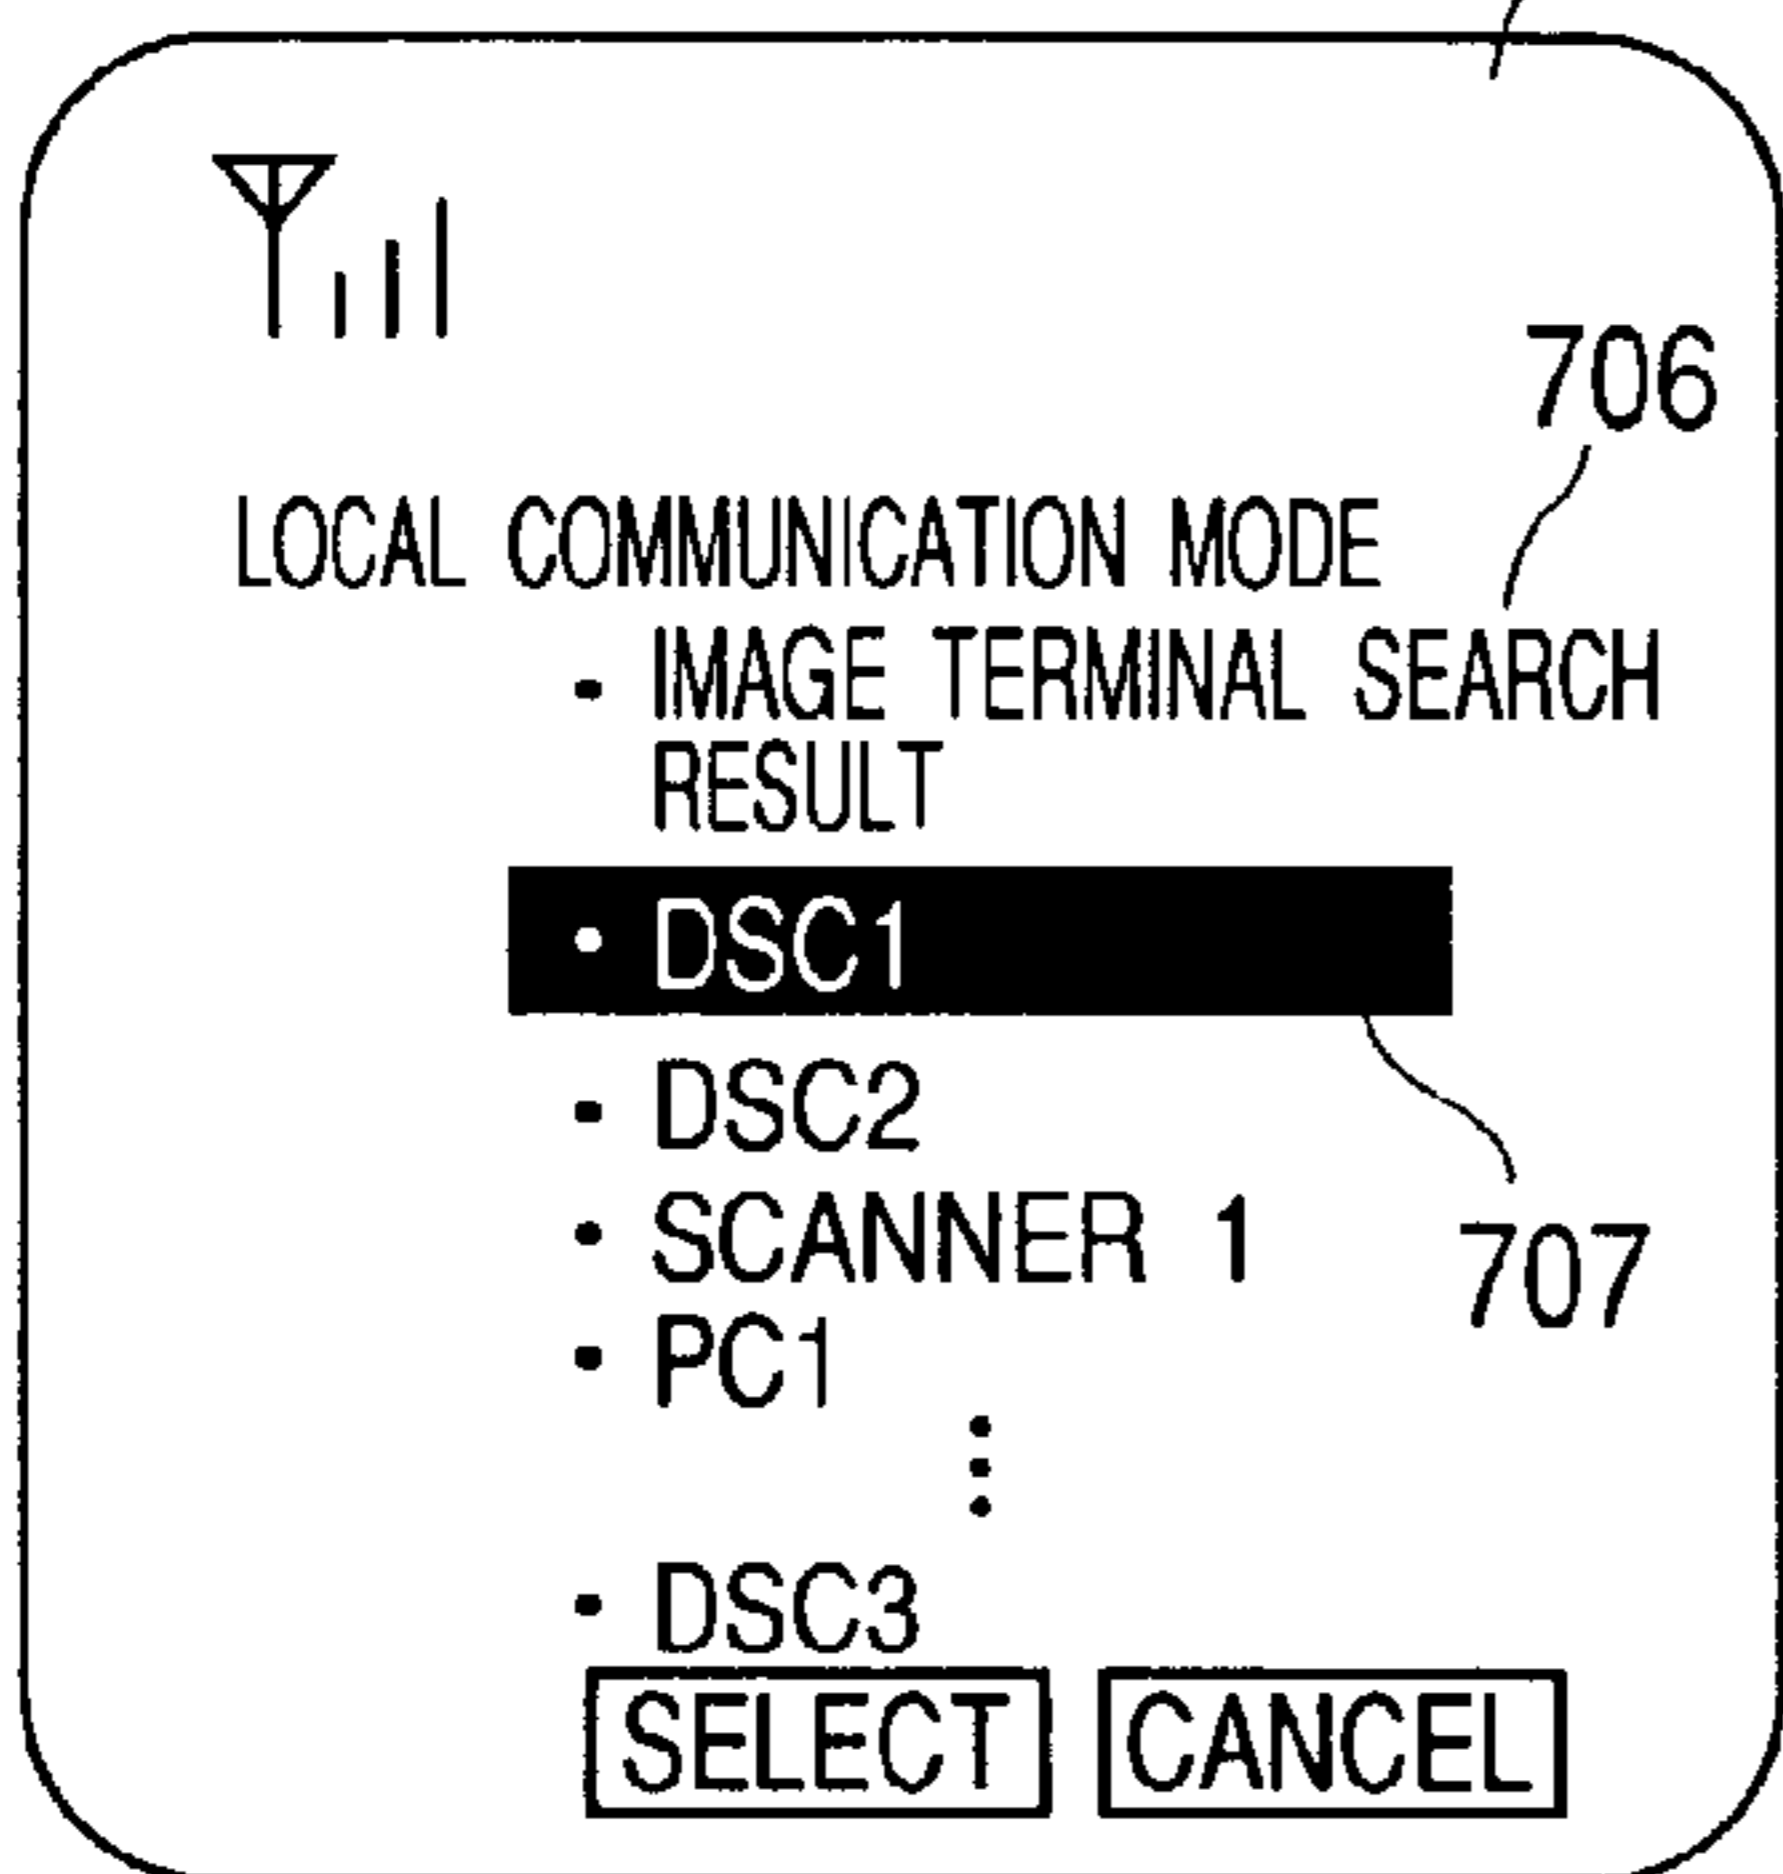 706
LOCAL COMMUNICATION MODE
• IMAGE TERMINAL SEARCH
RESULT
• DSC1
• DSC2
• SCANNER 1
707
• PC1
⋮
• DSC3
SELECT CANCEL